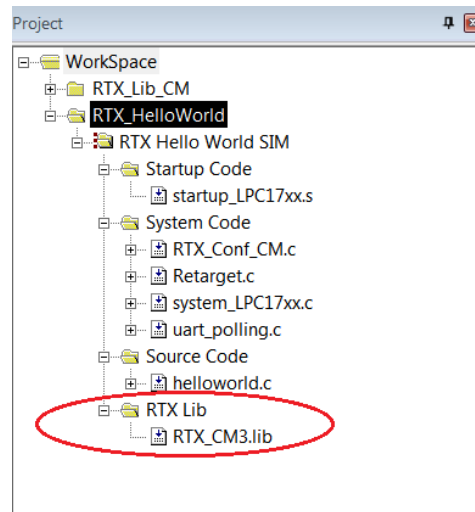 Project
WorkSpace
RTX_Lib_CM
RTX_HelloWorld
RTX Hello World SIM
Startup Code
startup_LPC17xx.s
System Code
RTX_Conf_CM.c
Retarget.c
system_LPC17xx.c
uart_polling.c
Source Code
helloworld.c
RTX Lib
RTX_CM3.lib